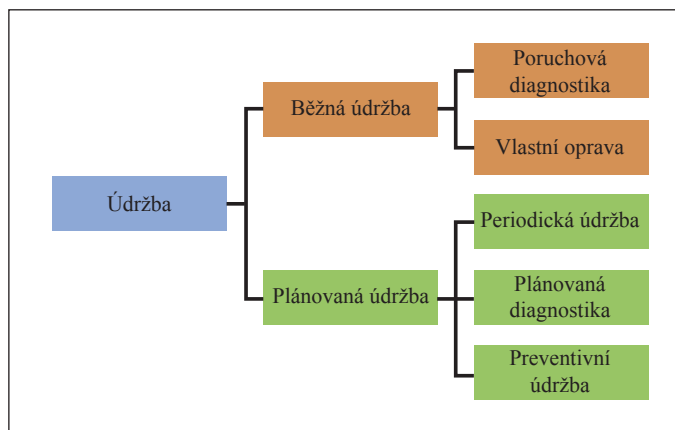 Údržba
Běžná údržba
Poruchová
diagnostika
Vlastní oprava
Plánovaná údržba
Periodická údržba
Plánovaná
diagnostika
Preventivní
údržba